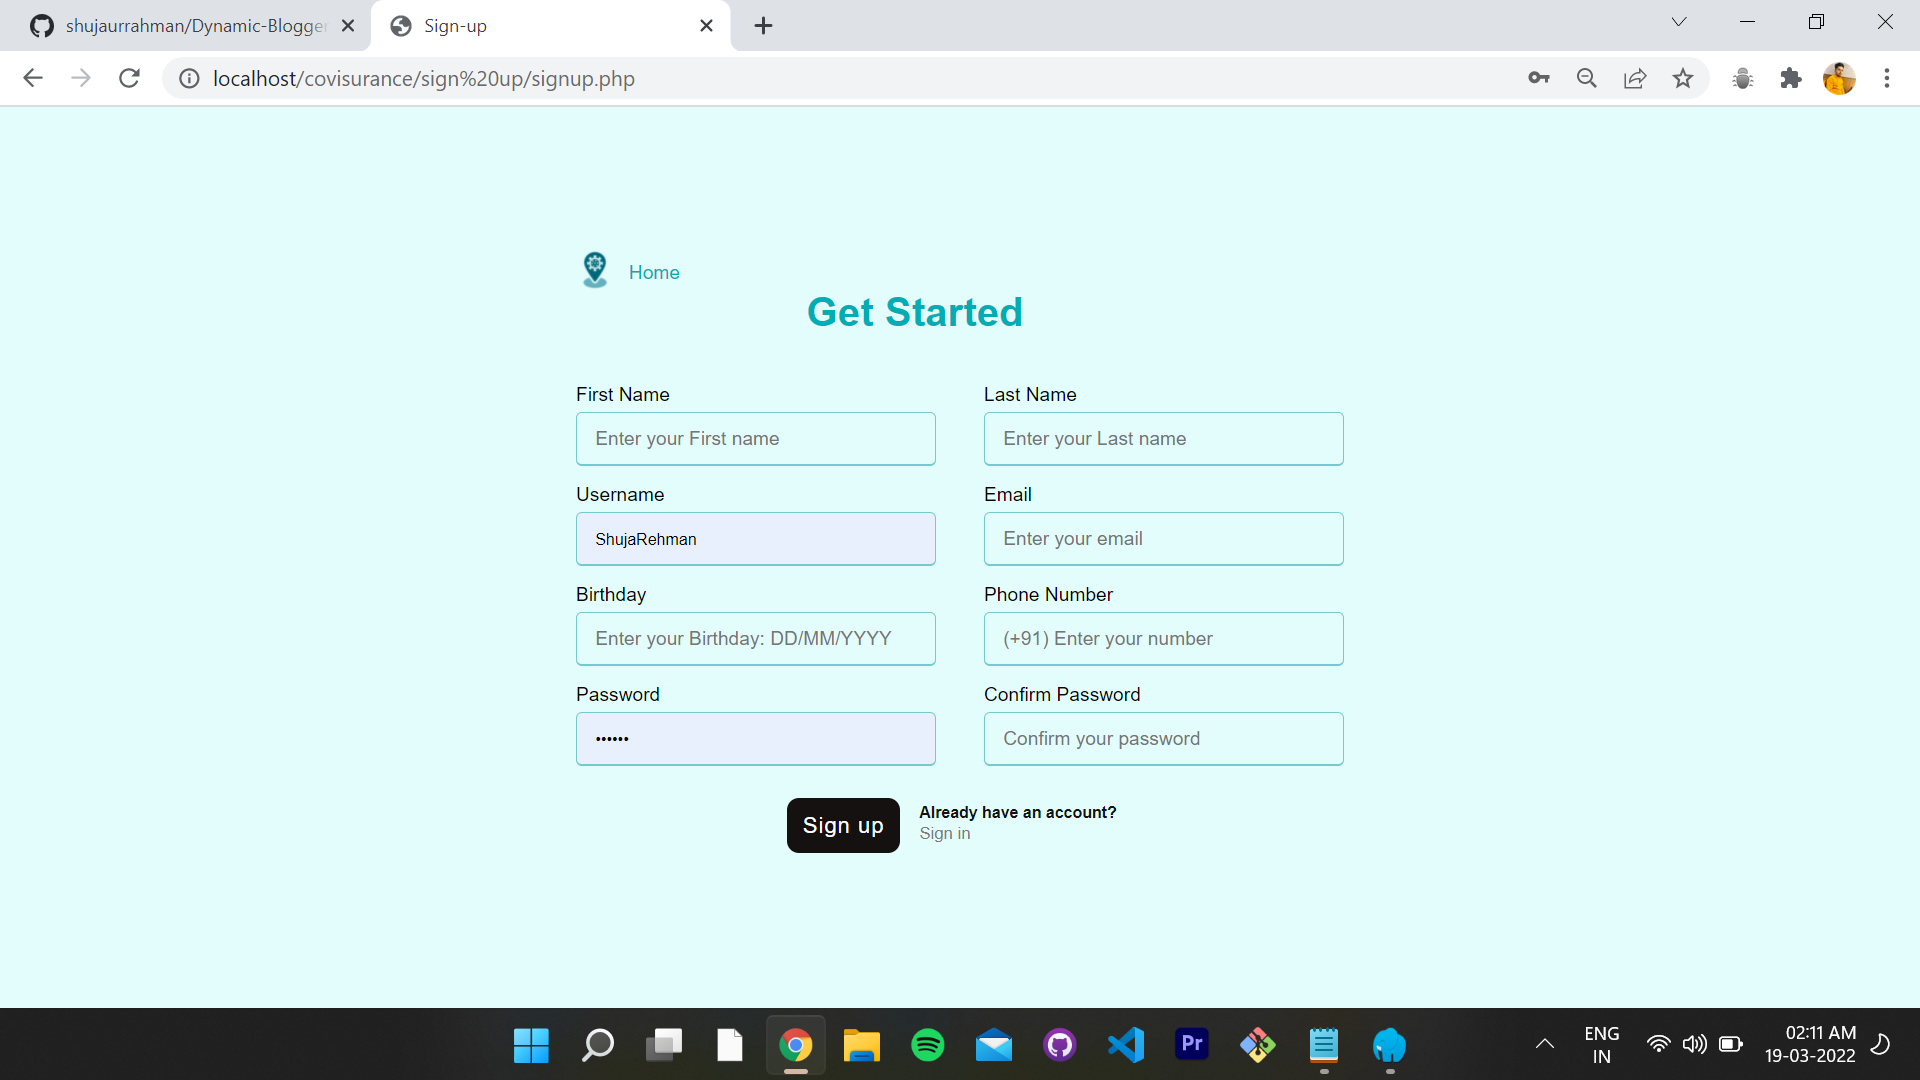 shujaurrahman/Dynamic-Blogger
Sign-up
localhost/covisurance/sign%20up/signup.php
Home
Get Started
First Name
Last Name
Enter your First name
Enter your Last name
Username
Email
ShujaRehman
Enter your email
Birthday
Phone Number
Enter your Birthday: DD/MM/YYYY
(+91) Enter your number
Password
Confirm Password
••••••
Confirm your password
Sign up
Already have an account?
Sign in
Pr
ENG
IN
02:11 AM
19-03-2022